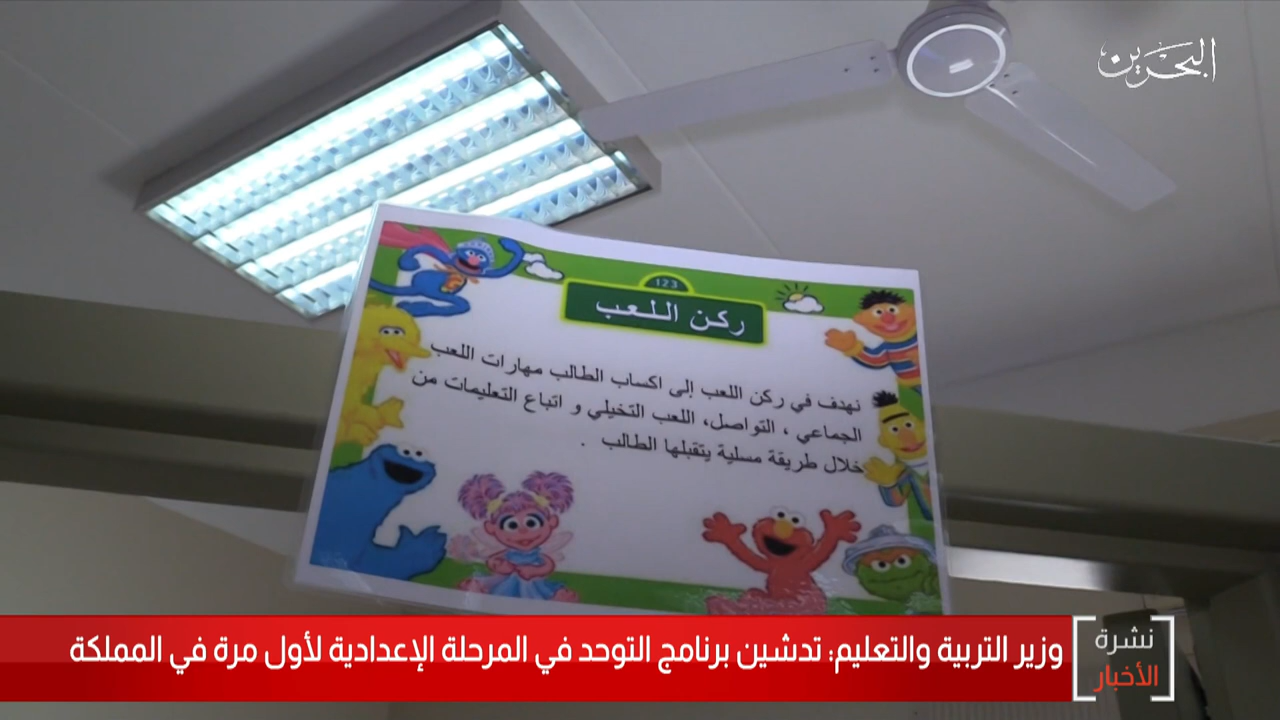 البحرين
123
ركن اللعب
نهدف في ركن اللعب إلى اكساب الطالب مهارات اللعب
الجماعي ، التواصل، اللعب التخيلي و اتباع التعليمات من
خلال طريقة مسلية يتقبلها الطالب .
نشرة
الأخبار
وزير التربية والتعليم: تدشين برنامج التوحد في المرحلة الإعدادية لأول مرة في المملكة